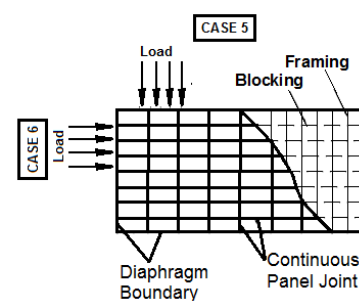 CASE 5
Load
Framing
Blocking
CASE 6
Load
Diaphragm
Boundary
Continuous
Panel Joint